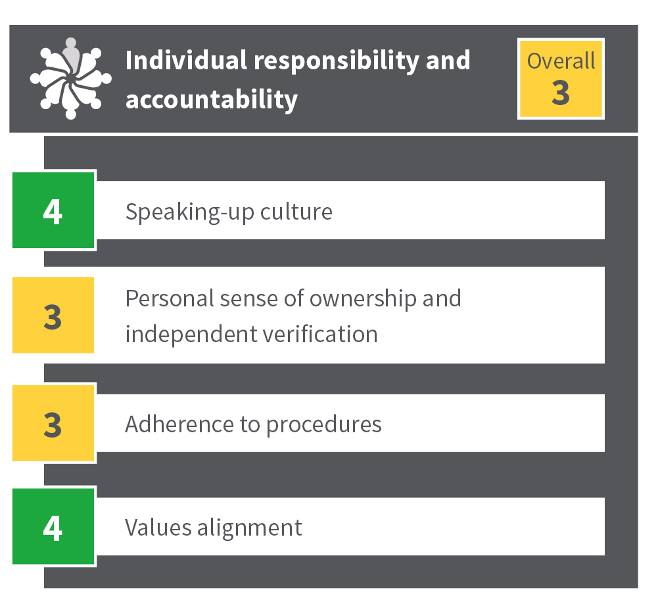 Individual responsibility and
accountability
Overall
3
4
Speaking-up culture
3
Personal sense of ownership and
independent verification
3
Adherence to procedures
4
Values alignment